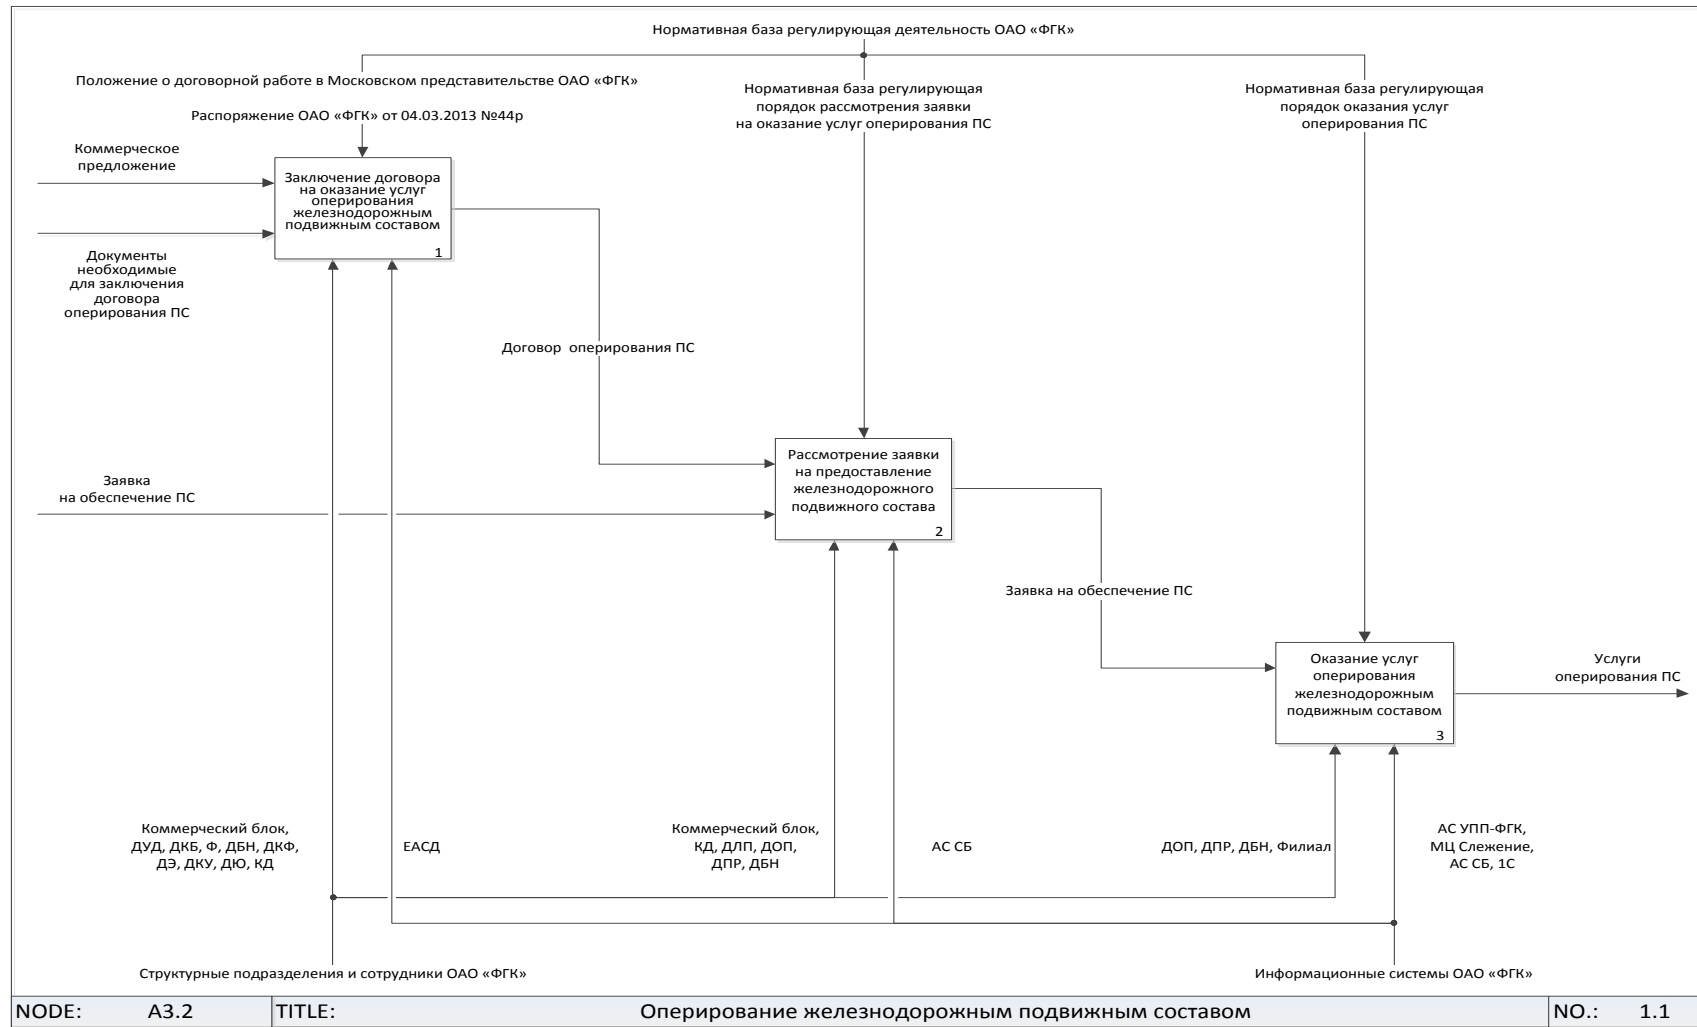 Нормативная база регулирующая деятельность ОАО «ФГК»
Положение о договорной работе в Московском представительстве ОАО «ФГК»
Распоряжение ОАО «ФГК» от 04.03.2013 №44р
Нормативная база регулирующая
порядок рассмотрения заявки
на оказание услуг оперирования ПС
Нормативная база регулирующая
порядок оказания услуг
оперирования ПС
Коммерческое
предложение
Заключение договора
на оказание услуг
оперирования
железнодорожным
подвижным составом
1
Документы
необходимые
для заключения
договора
оперирования ПС
Договор оперирования ПС
Заявка
на обеспечение ПС
Рассмотрение заявки
на предоставление
железнодорожного
подвижного состава
2
Заявка на обеспечение ПС
Оказание услуг
оперирования
железнодорожным
подвижным составом
3
Услуги
оперирования ПС
Коммерческий блок,
ДУД, ДКБ, Ф, ДБН, ДКФ,
ДЭ, ДКУ, ДЮ, КД
ЕАСД
Коммерческий блок,
КД, ДЛП, ДОП,
ДПР, ДБН
АС СБ
ДОП, ДПР, ДБН, Филиал
АС УПП-ФГК,
МЦ Слежение,
АС СБ, 1С
Структурные подразделения и сотрудники ОАО «ФГК»
Информационные системы ОАО «ФГК»
NODE: А3.2 TITLE: Оперирование железнодорожным подвижным составом NO.: 1.1